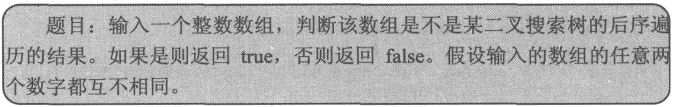 题目：输入一个整数数组，判断该数组是不是某二叉搜索树的后序遍
历的结果。如果是则返回 true，否则返回 false。假设输入的数组的任意两
个数字都互不相同。